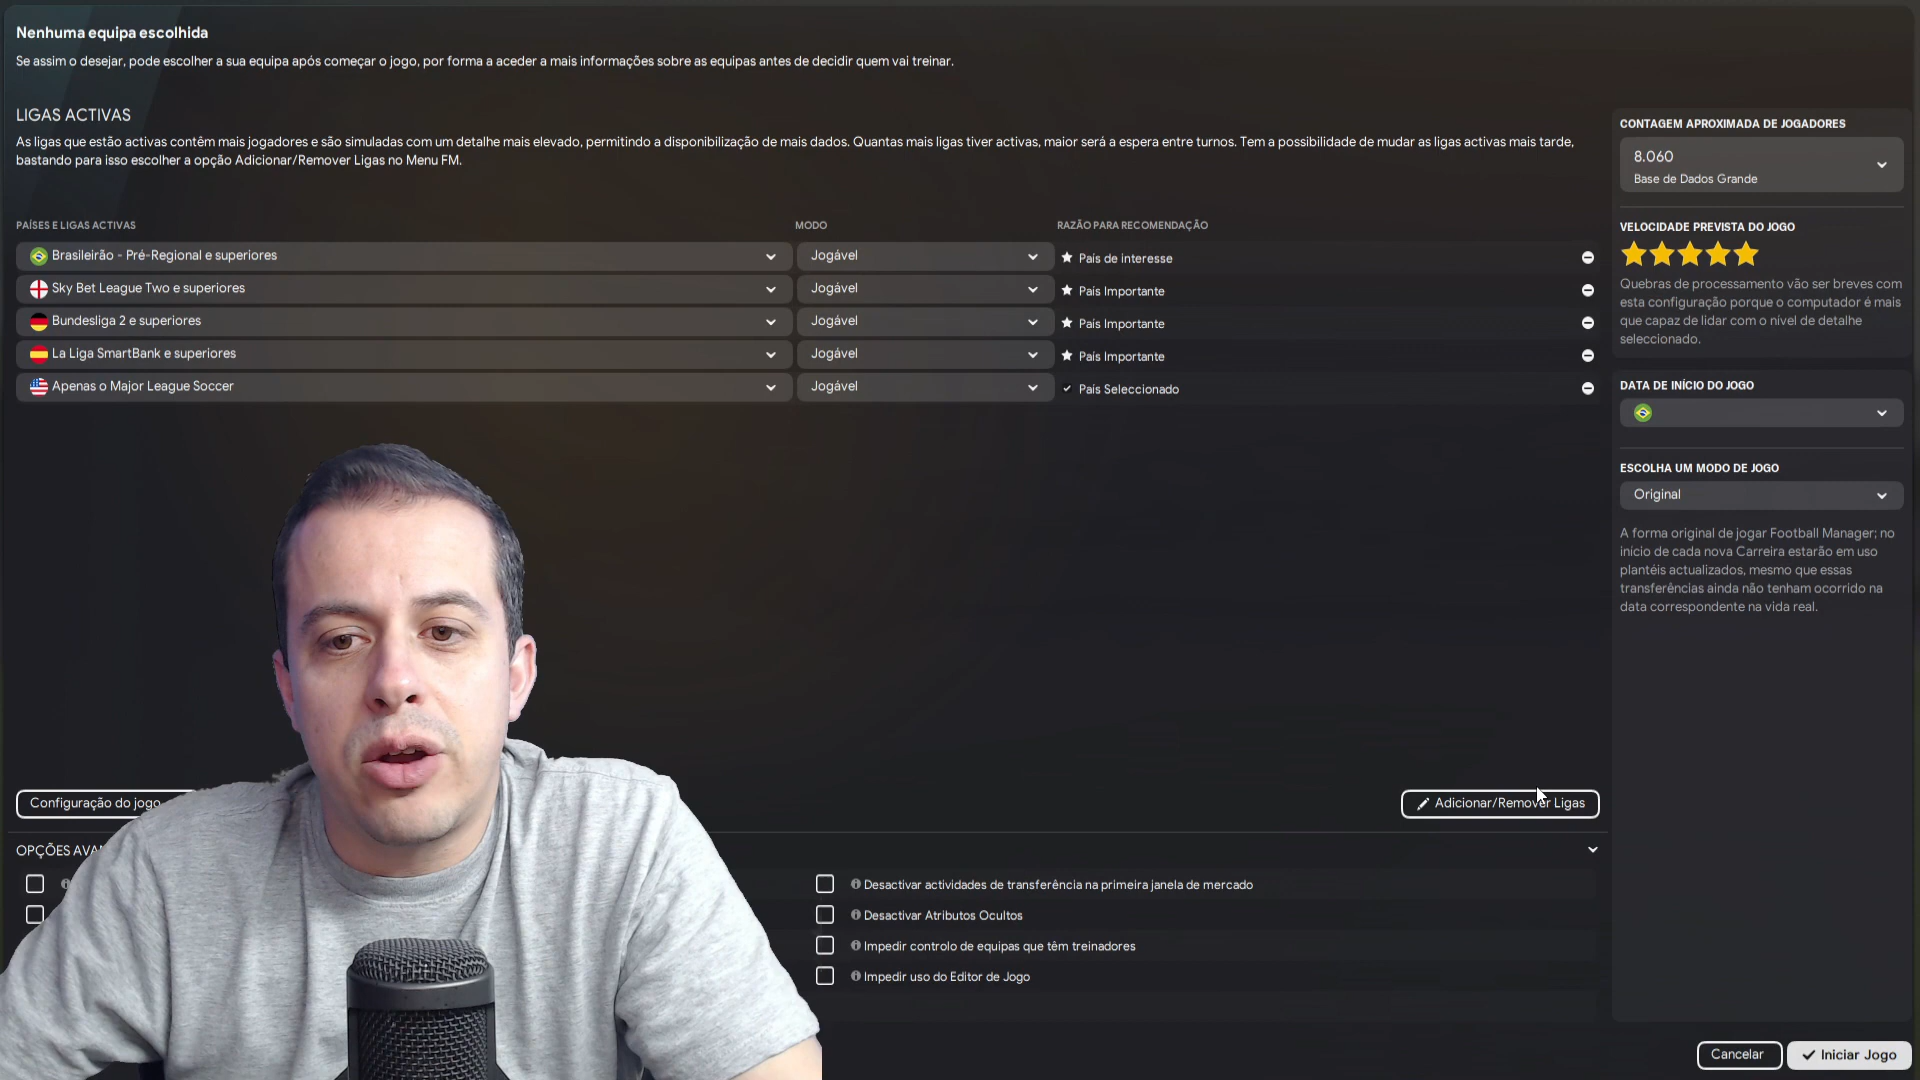 Nenhuma equipa escolhida
Se assim o desejar, pode escolher a sua equipa após começar o jogo, por forma a aceder a mais informações sobre as equipas antes de decidir quem vai treinar.
LIGAS ACTIVAS
As ligas que estão activas contêm mais jogadores e são simuladas com um detalhe mais elevado, permitindo a disponibilização de mais dados. Quantas mais ligas tiver activas, maior será a espera entre turnos. Tem a possibilidade de mudar as ligas activas mais tarde,
bastando para isso escolher a opção Adicionar/Remover Ligas no Menu FM.
PAÍSES E LIGAS ACTIVAS MODO RAZÃO PARA RECOMENDAÇÃO
Brasileirão - Pré-Regional e superiores Jogável País de interesse
Sky Bet League Two e superiores Jogável País Importante
Bundesliga 2 e superiores Jogável País Importante
La Liga SmartBank e superiores Jogável País Importante
Apenas o Major League Soccer Jogável País Seleccionado
Configuração do jogo
Adicionar/Remover Ligas
OPÇÕES
Desactivar actividades de transferência na primeira janela de mercado
Desactivar Atributos Ocultos
Impedir controlo de equipas que têm treinadores
Impedir uso do Editor de Jogo
CONTAGEM APROXIMADA DE JOGADORES
8.060
Base de Dados Grande
VELOCIDADE PREVISTA DO JOGO
Quebras de processamento vão ser breves com
esta configuração porque o computador é mais
que capaz de lidar com o nível de detalhe
seleccionado.
DATA DE INÍCIO DO JOGO
ESCOLHA UM MODO DE JOGO
Original
A forma original de jogar Football Manager; no
início de cada nova Carreira estarão em uso
plantéis actualizados, mesmo que essas
transferências ainda não tenham ocorrido na
data correspondente na vida real.
Cancelar
Iniciar Jogo